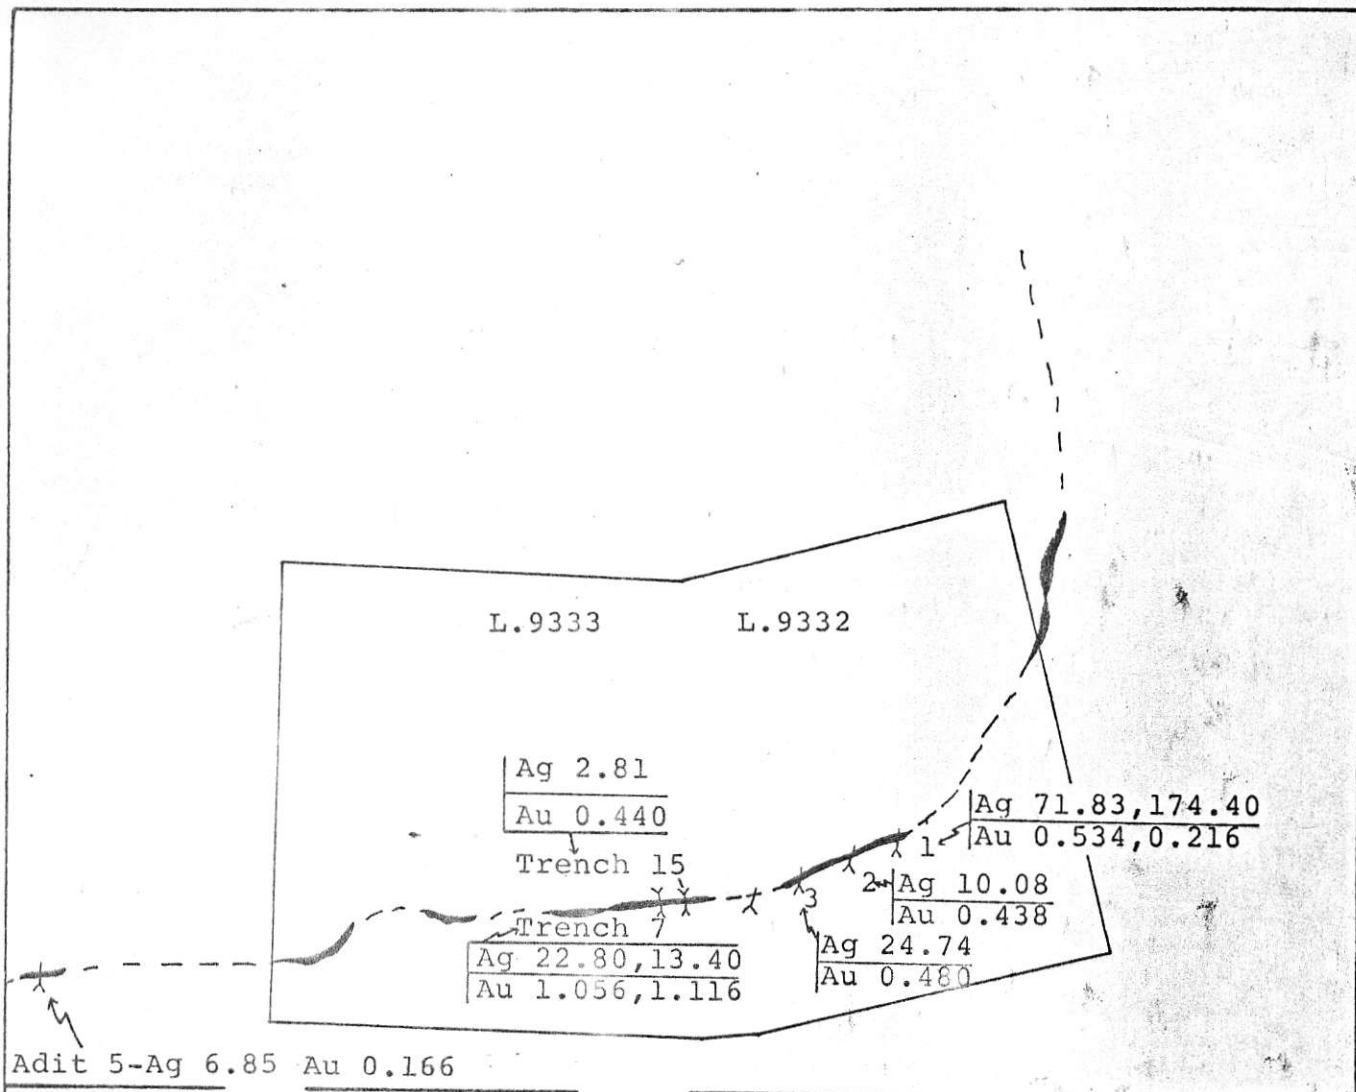 L.9333 L.9332
Ag 2.81
Au 0.440
Trench 15
Ag 71.83,174.40
Au 0.534,0.216
1
2
Ag 10.08
Au 0.438
3
Ag 24.74
Au 0.480
Trench 7
Ag 22.80,13.40
Au 1.056,1.116
Adit 5-Ag 6.85 Au 0.166